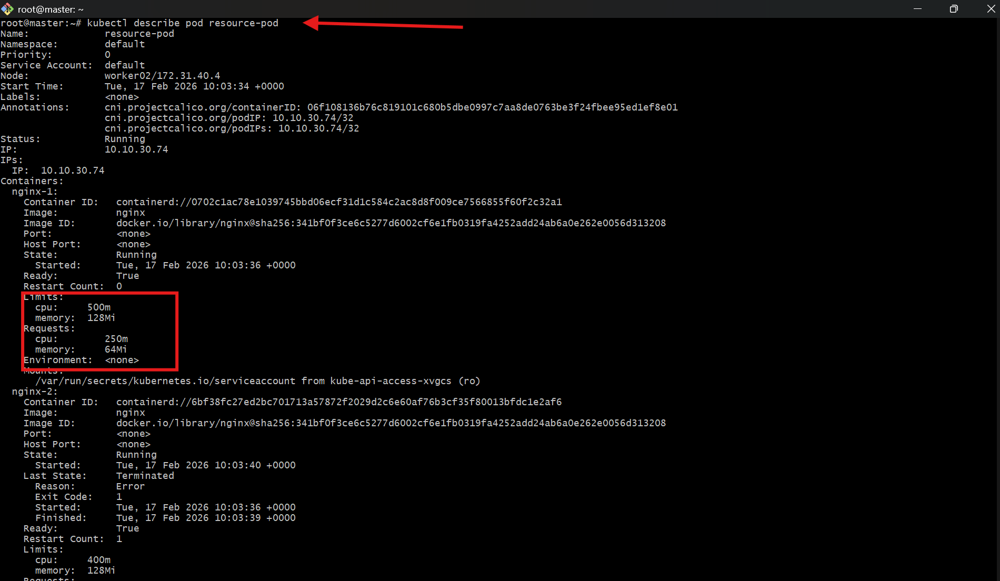 root@master: ~
root@master:~# kubectl describe pod resource-pod
Name:             resource-pod
Namespace:        default
Priority:         0
Service Account:  default
Node:             worker02/172.31.40.4
Start Time:       Tue, 17 Feb 2026 10:03:34 +0000
Labels:           <none>
Annotations:      cni.projectcalico.org/containerID: 06f108136b76c819101c680b5dbe0997c7aa8de0763be3f24fbee95ed1ef8e01
                  cni.projectcalico.org/podIP: 10.10.30.74/32
                  cni.projectcalico.org/podIPs: 10.10.30.74/32
Status:           Running
IP:               10.10.30.74
IPs:
  IP:  10.10.30.74
Containers:
  nginx-1:
    Container ID:   containerd://0702c1ac78e1039745bbd06ecf31d1c584c2ac8d8f009ce7566855f60f2c32a1
    Image:          nginx
    Image ID:       docker.io/library/nginx@sha256:341bf0f3ce6c5277d6002cf6e1fb0319fa4252add24ab6a0e262e0056d313208
    Port:           <none>
    Host Port:      <none>
    State:          Running
      Started:      Tue, 17 Feb 2026 10:03:36 +0000
    Ready:          True
    Restart Count:  0
    Limits:
      cpu:     500m
      memory:  128Mi
    Requests:
      cpu:        250m
      memory:     64Mi
    Environment:  <none>
    Mounts:
      /var/run/secrets/kubernetes.io/serviceaccount from kube-api-access-xvgcs (ro)
  nginx-2:
    Container ID:   containerd://6bf38fc27ed2bc701713a57872f2029d2c6e60af76b3cf35f80013bfdc1e2af6
    Image:          nginx
    Image ID:       docker.io/library/nginx@sha256:341bf0f3ce6c5277d6002cf6e1fb0319fa4252add24ab6a0e262e0056d313208
    Port:           <none>
    Host Port:      <none>
    State:          Running
      Started:      Tue, 17 Feb 2026 10:03:40 +0000
    Last State:     Terminated
      Reason:       Error
      Exit Code:    1
      Started:      Tue, 17 Feb 2026 10:03:36 +0000
      Finished:     Tue, 17 Feb 2026 10:03:39 +0000
    Ready:          True
    Restart Count:  1
    Limits:
      cpu:     400m
      memory:  128Mi
    Requests: